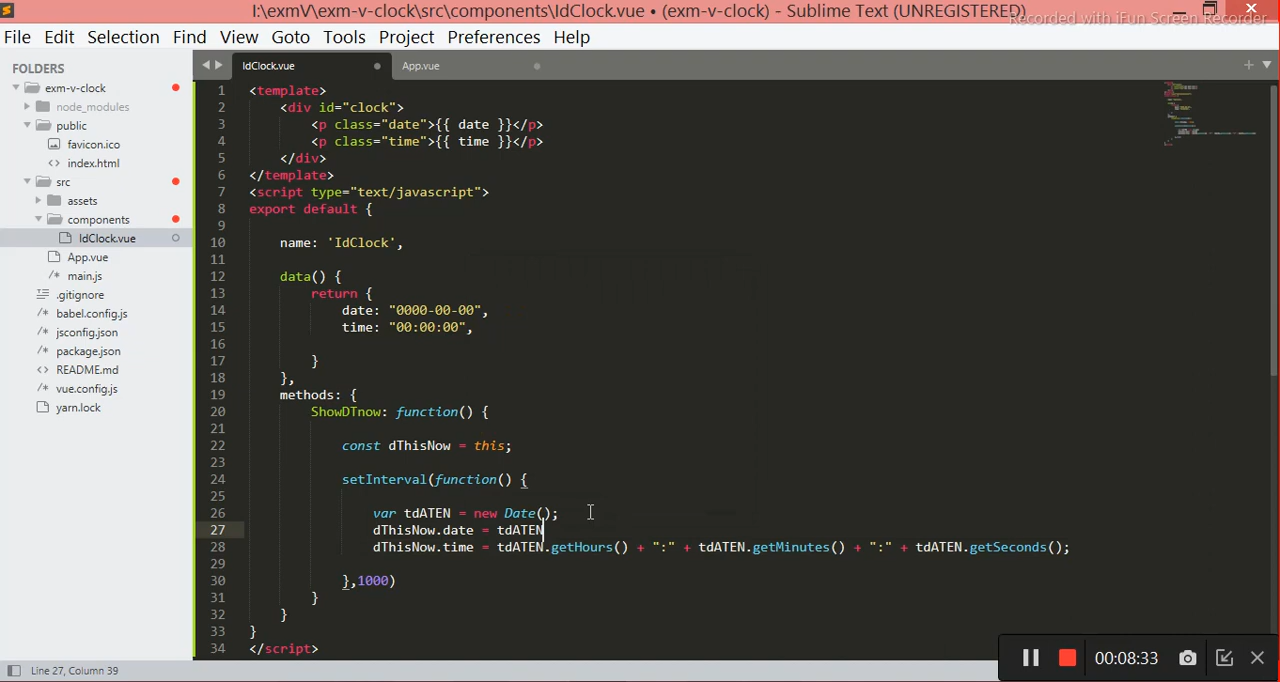 I:\exmV\exm-v-clock\src\components\IdClock.vue • (exm-v-clock) - Sublime Text (UNREGISTERED)
Recorded with iFun Screen Recorder
File Edit Selection Find View Goto Tools Project Preferences Help
FOLDERS
exm-v-clock
node_modules
public
favicon.ico
<> index.html
src
assets
components
IdClock.vue
App.vue
/* main.js
.gitignore
/* babel.config.js
/* jsconfig.json
/* package.json
<> README.md
/* vue.config.js
yarn.lock
IdClock.vue App.vue
1 <template>
2 <div id="clock">
3 <p class="date">{{ date }}</p>
4 <p class="time">{{ time }}</p>
5 </div>
6 </template>
7 <script type="text/javascript">
8 export default {
9
10 name: 'IdClock',
11
12 data() {
13 return {
14 date: "0000-00-00",
15 time: "00:00:00",
16
17 }
18 },
19 methods: {
20 ShowDTnow: function() {
21
22 const dThisNow = this;
23
24 setInterval(function() {
25
26 var tdATEN = new Date();
27 dThisNow.date = tdATEN
28 dThisNow.time = tdATEN.getHours() + ":" + tdATEN.getMinutes() + ":" + tdATEN.getSeconds();
29
30 },1000)
31 }
32 }
33 }
34 </script>
Line 27, Column 39
00:08:33